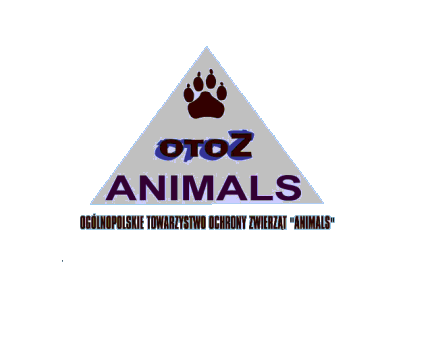 OTOZ
ANIMALS
OGÓLNOPOLSKIE TOWARZYSTWO OCHRONY ZWIERZĄT "ANIMALS"